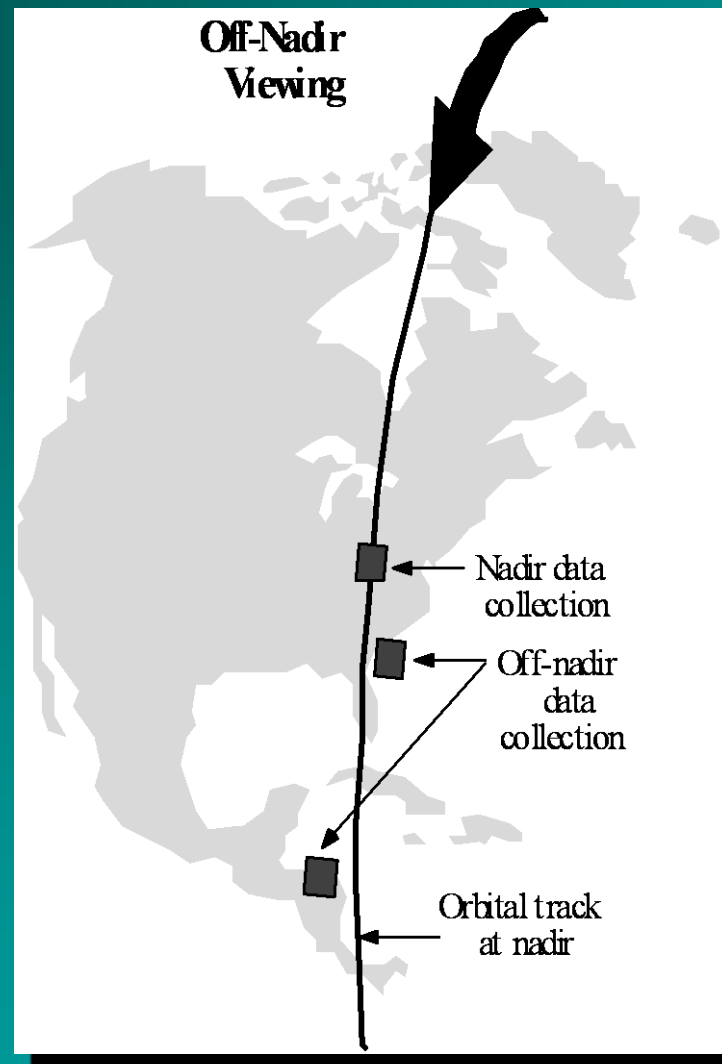 Off-Nadir
Viewing
Nadir data
collection
Off-nadir
data
collection
Orbital track
at nadir